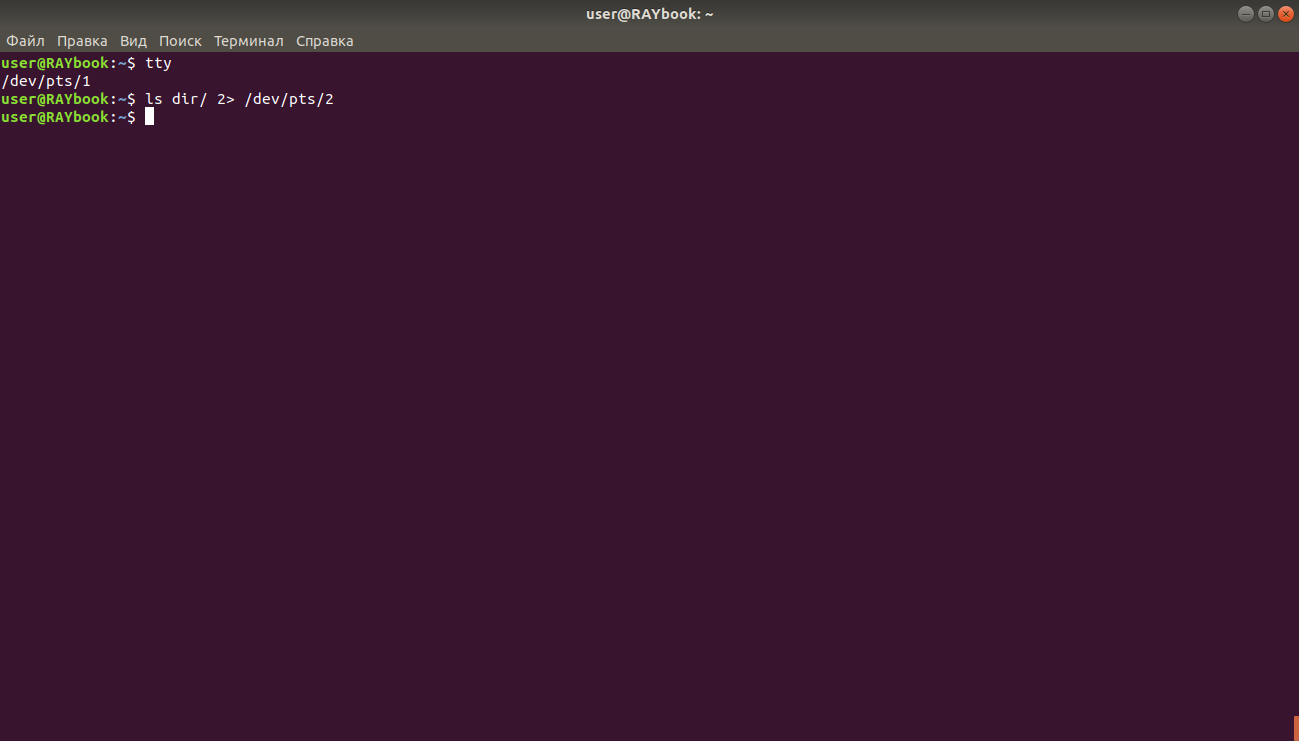 user@RAYbook: ~
Файл Правка Вид Поиск Терминал Справка
user@RAYbook:~$ tty
/dev/pts/1
user@RAYbook:~$ ls dir/ 2> /dev/pts/2
user@RAYbook:~$